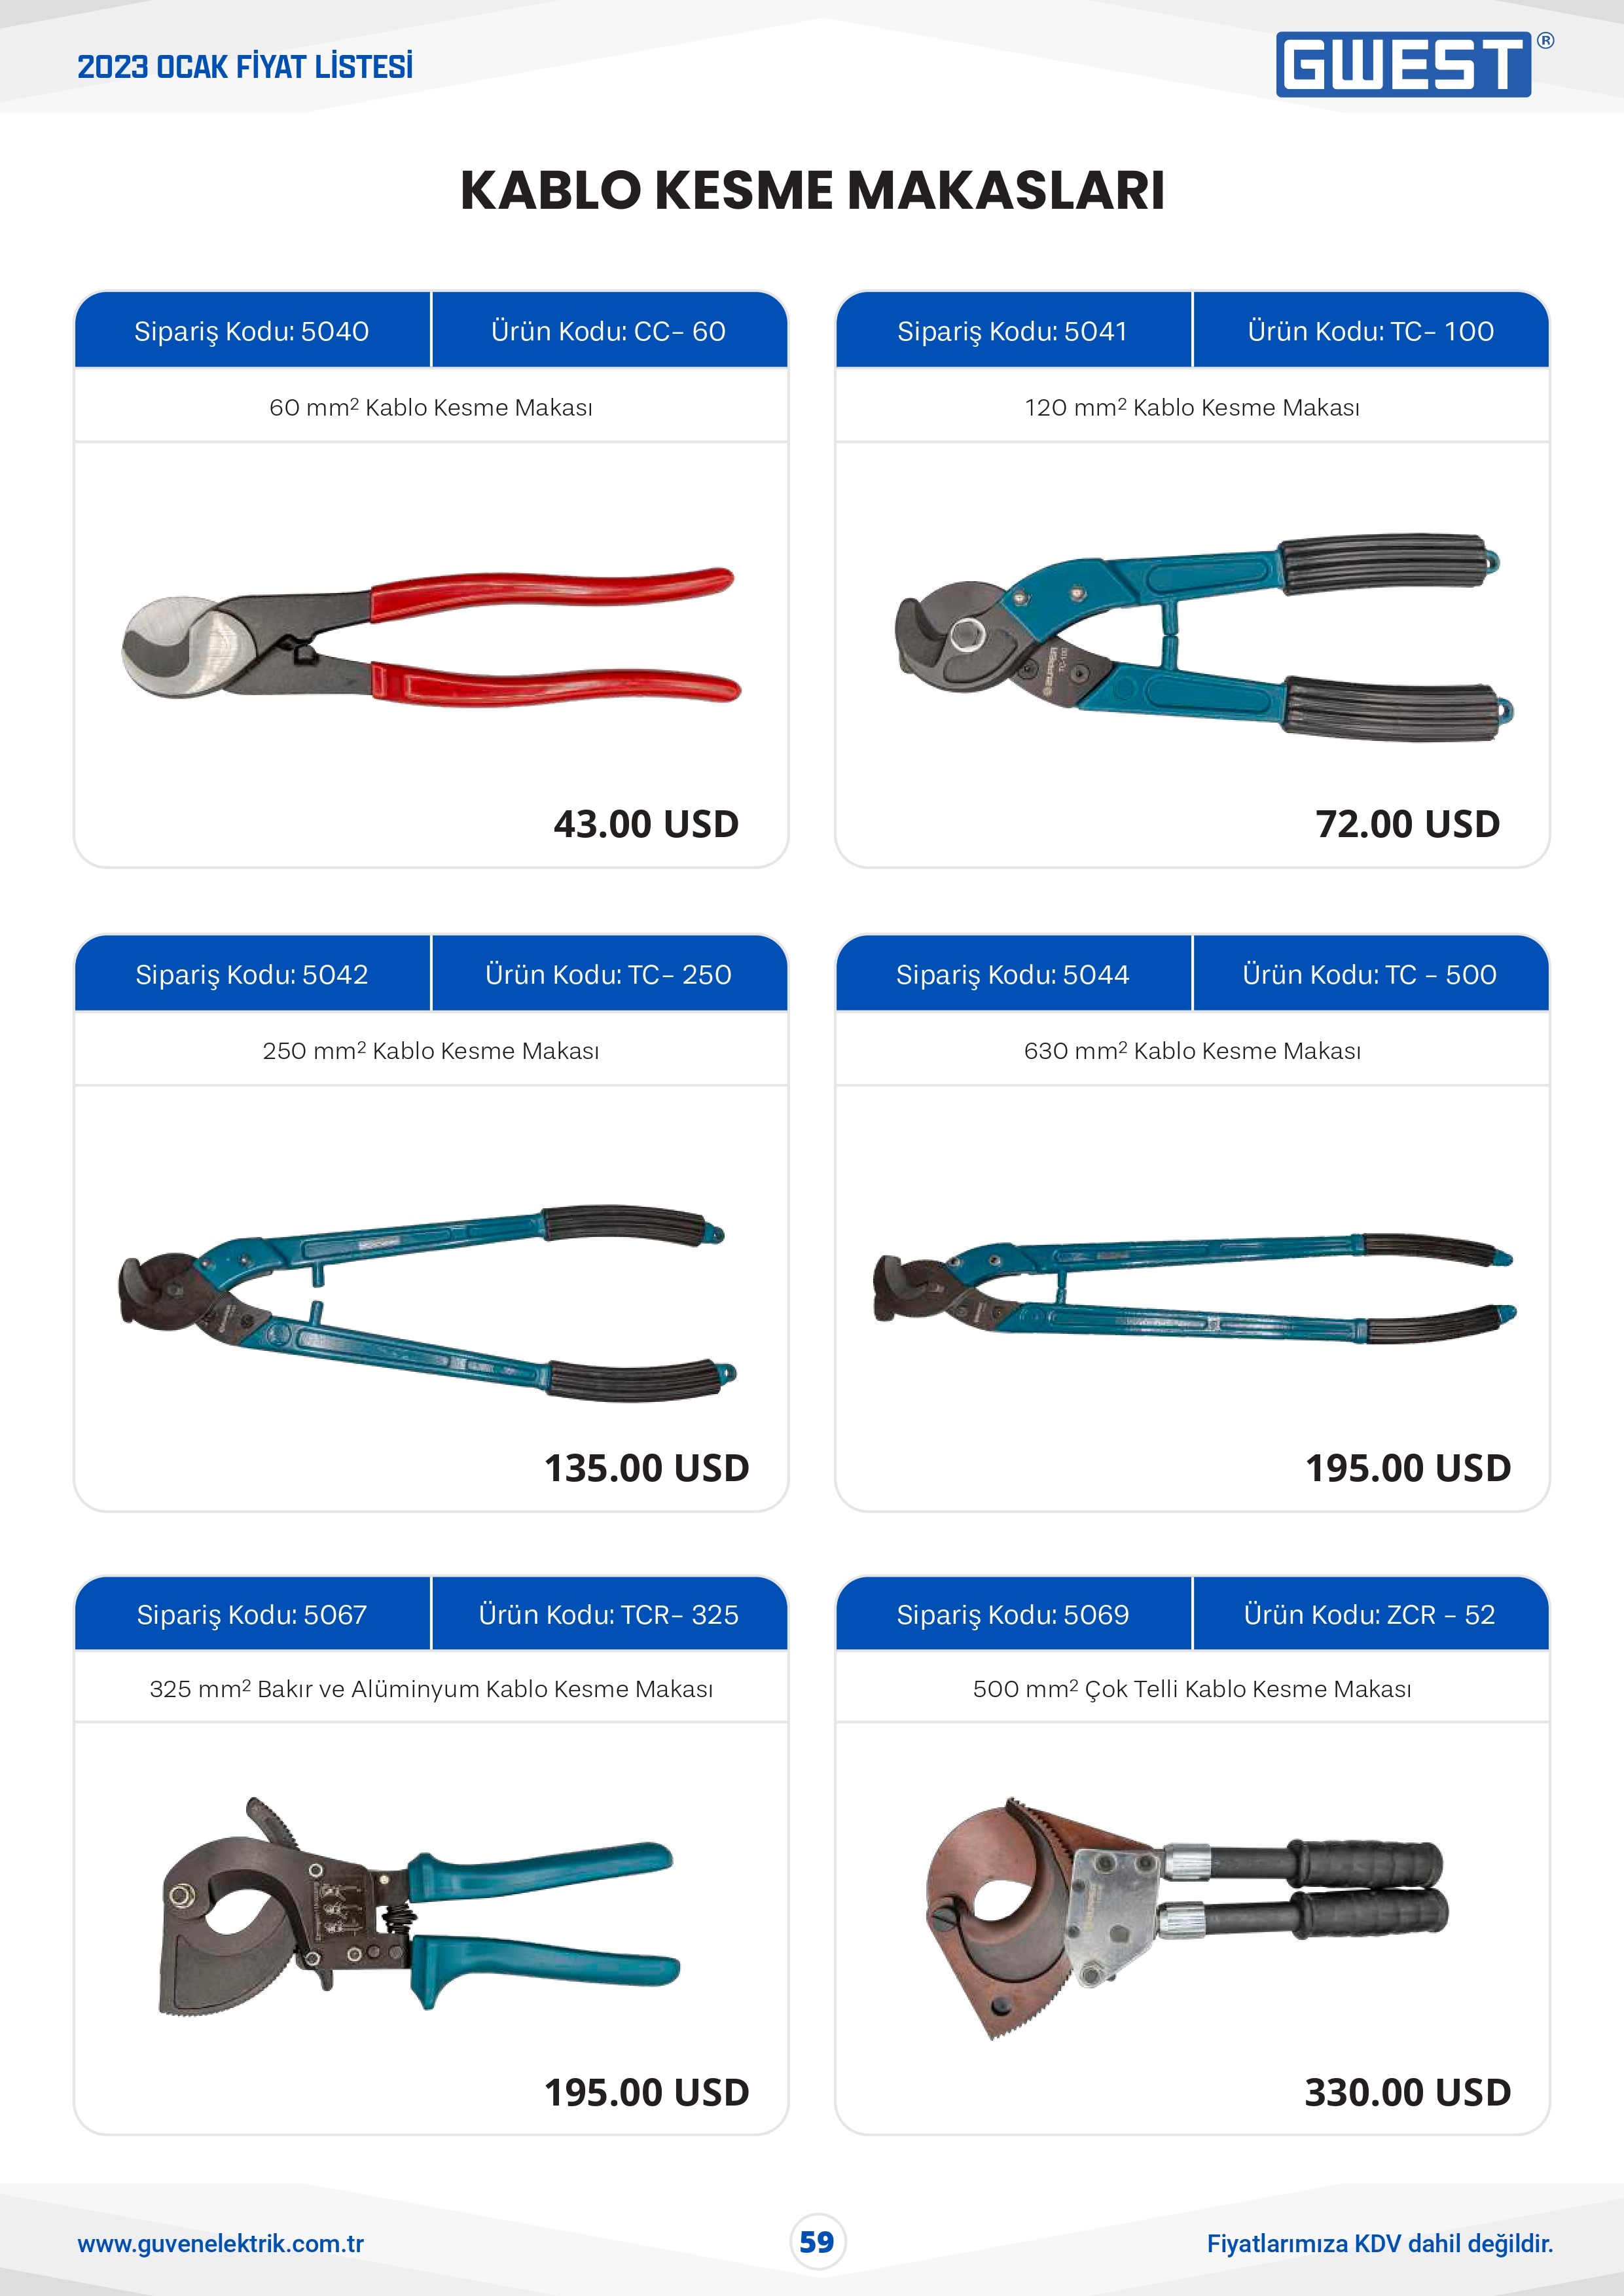 2023 OCAK FİYAT LİSTESİ
GWEST®
KABLO KESME MAKASLARI
Sipariş Kodu: 5040
Ürün Kodu: CC- 60
60 mm² Kablo Kesme Makası
43.00 USD
Sipariş Kodu: 5041
Ürün Kodu: TC- 100
120 mm² Kablo Kesme Makası
ZUPPER
TC-100
72.00 USD
Sipariş Kodu: 5042
Ürün Kodu: TC- 250
250 mm² Kablo Kesme Makası
135.00 USD
Sipariş Kodu: 5044
Ürün Kodu: TC - 500
630 mm² Kablo Kesme Makası
195.00 USD
Sipariş Kodu: 5067
Ürün Kodu: TCR- 325
325 mm² Bakır ve Alüminyum Kablo Kesme Makası
195.00 USD
Sipariş Kodu: 5069
Ürün Kodu: ZCR - 52
500 mm² Çok Telli Kablo Kesme Makası
330.00 USD
www.guvenelektrik.com.tr
59
Fiyatlarımıza KDV dahil değildir.